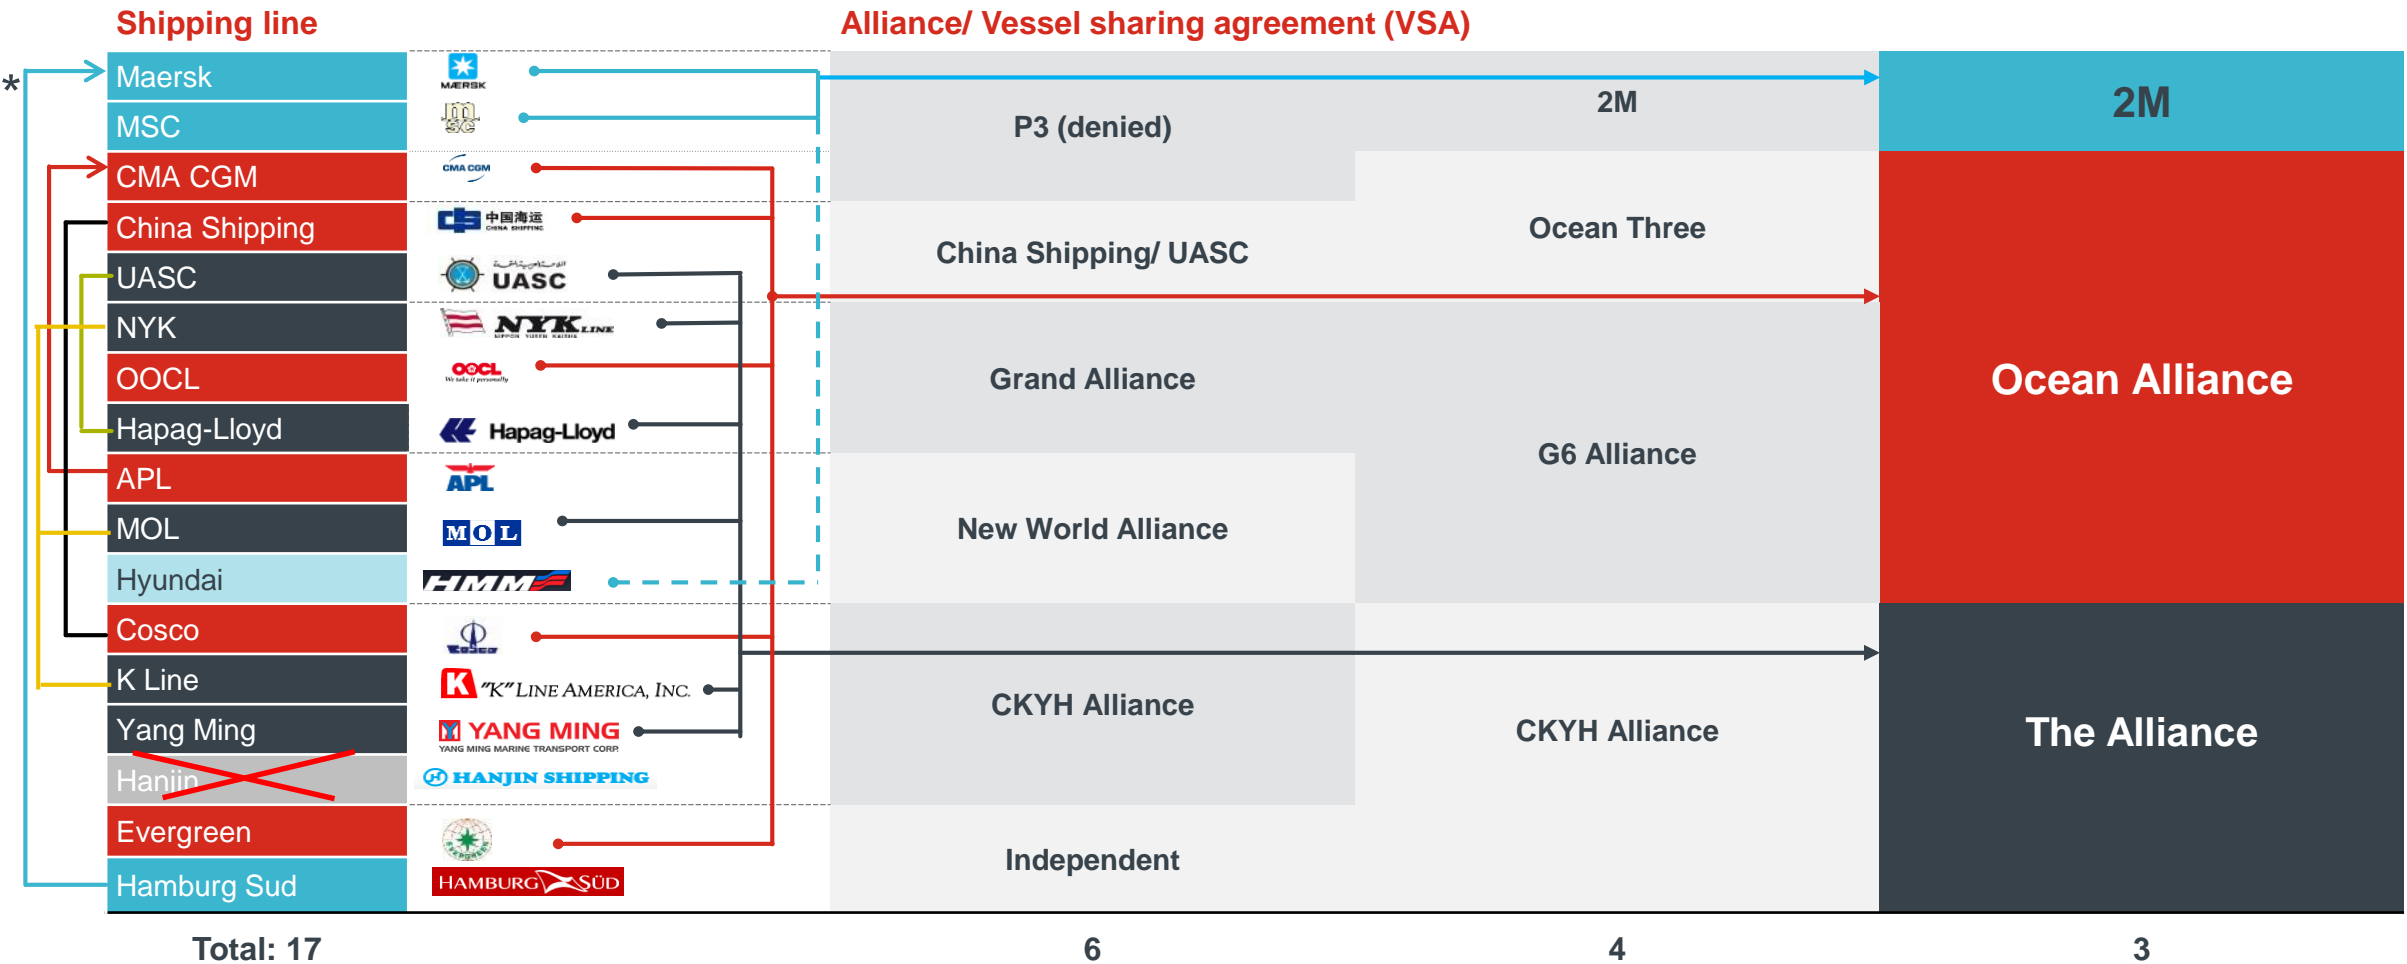 Shipping line
Alliance/ Vessel sharing agreement (VSA)
*
Maersk
MAERSK
2M
2M
MSC
m
sc
P3 (denied)
CMA CGM
CMA CGM
China Shipping
中国海运
CHINA SHIPPING
Ocean Three
China Shipping/ UASC
UASC
UASC
NYK
NYK LINE
NIPPON YUSEN KAISHA
OOCL
OOCL
We take it personally
Grand Alliance
Ocean Alliance
Hapag-Lloyd
Hapag-Lloyd
G6 Alliance
APL
APL
MOL
MOL
New World Alliance
Hyundai
HMM
Cosco
COSCO
K Line
K "K" LINE AMERICA, INC.
CKYH Alliance
Yang Ming
YANG MING
YANG MING MARINE TRANSPORT CORP.
CKYH Alliance
The Alliance
Hanjin
H HANJIN SHIPPING
Evergreen
EVERGREEN
Independent
Hamburg Sud
HAMBURG SÜD
Total: 17
6
4
3